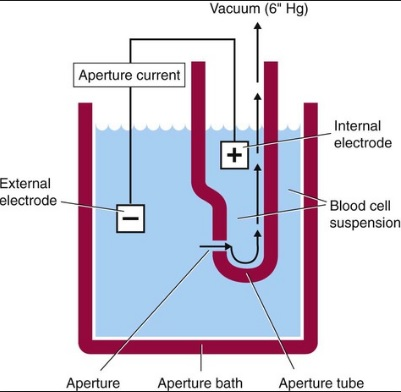 Vacuum (6" Hg)
Aperture current
Internal
electrode
+
External
electrode
−
Blood cell
suspension
Aperture
Aperture bath
Aperture tube